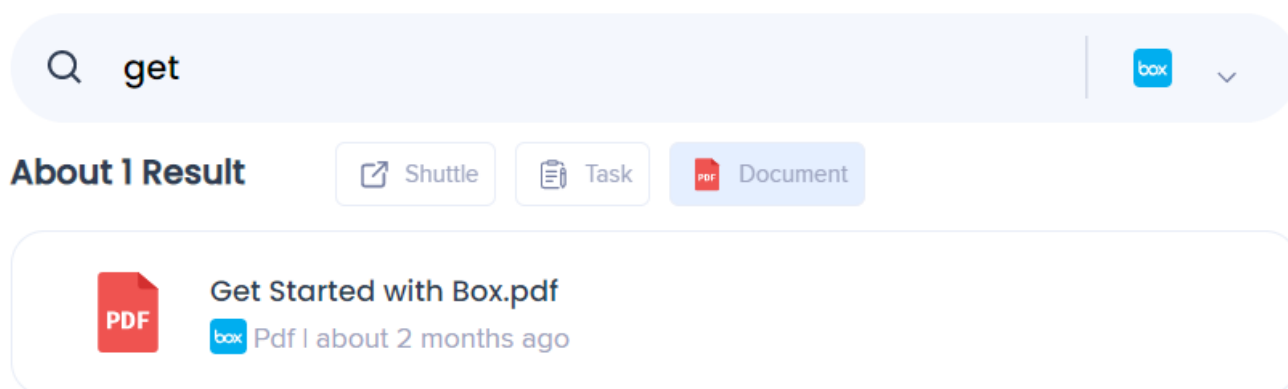 get
box
About 1 Result
Shuttle
Task
PDF
Document
PDF
Get Started with Box.pdf
box Pdf | about 2 months ago